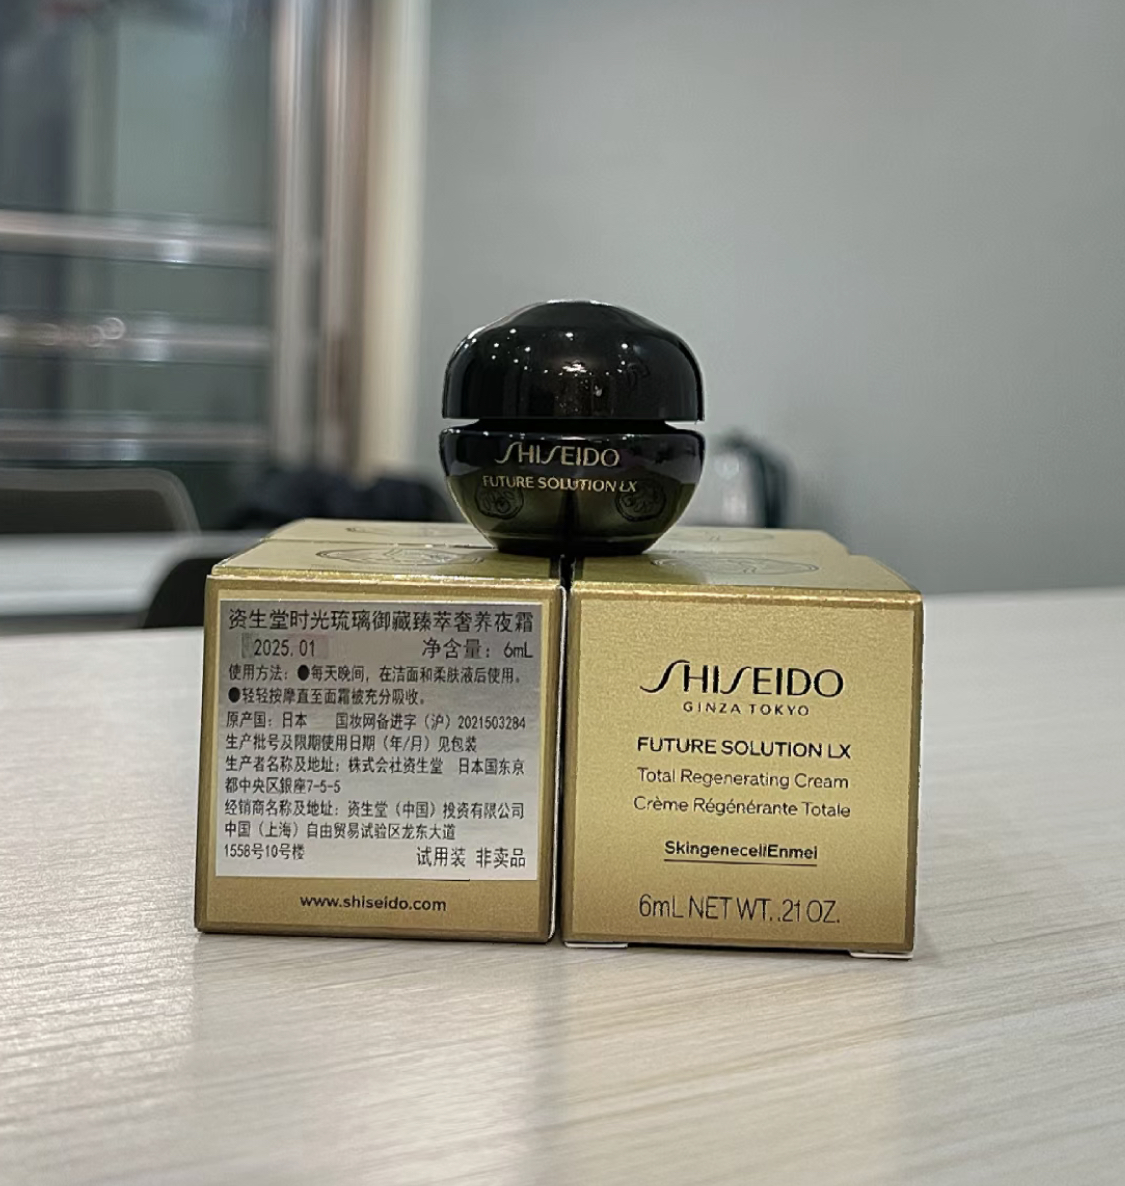 SHISEIDO
FUTURE SOLUTION LX
资生堂时光琉璃御藏臻萃奢养夜霜
2025.01 净含量：6mL
使用方法：●每天晚间，在洁面和柔肤液后使用。
●轻轻按摩直至面霜被充分吸收。
原产国：日本 国妆网备进字（沪）2021503284
生产批号及限期使用日期（年/月）见包装
生产者名称及地址：株式会社资生堂 日本国东京
都中央区銀座7-5-5
经销商名称及地址：资生堂（中国）投资有限公司
中国（上海）自由贸易试验区龙东大道
1558号10号楼 试用装 非卖品
www.shiseido.com
SHISEIDO
GINZA TOKYO
FUTURE SOLUTION LX
Total Regenerating Cream
Crème Régénérante Totale
SkingenecellEnmei
6mL NET WT. .21 OZ.